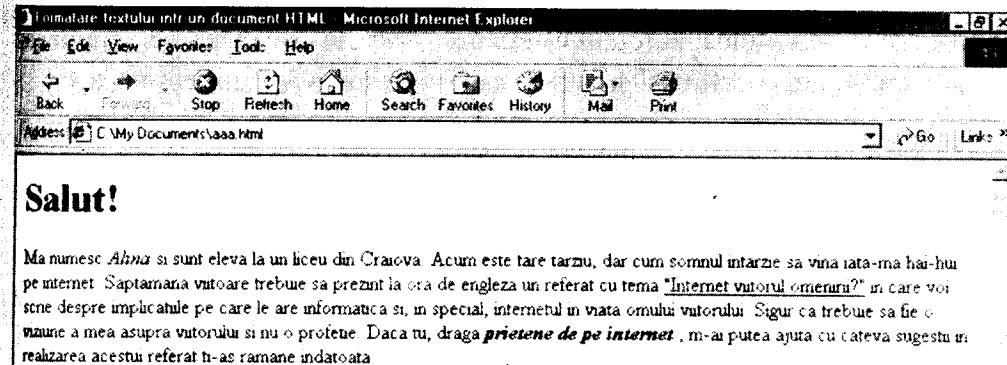 Formatare textului intr-un document HTML - Microsoft Internet Explorer
File Edit View Favorites Tools Help
Back Forward Stop Refresh Home Search Favorites History Mail Print
Address C:\My Documents\aaa.html Go Links »
Salut!
Ma numesc Alina si sunt eleva la un liceu din Craiova. Acum este tare tarziu, dar cum somnul intarzie sa vina iata-ma hai-hui
pe internet. Saptamana viitoare trebuie sa prezint la ora de engleza un referat cu tema "Internet viitorul omenirii?" in care voi
scrie despre implicatiile pe care le are informatica si, in special, internetul in viata omului viitorului. Sigur ca trebuie sa fie o
viziune a mea asupra viitorului si nu o profetie. Daca tu, draga prietene de pe internet , m-ai putea ajuta cu cateva sugestii in
realizarea acestui referat ti-as ramane indatoata